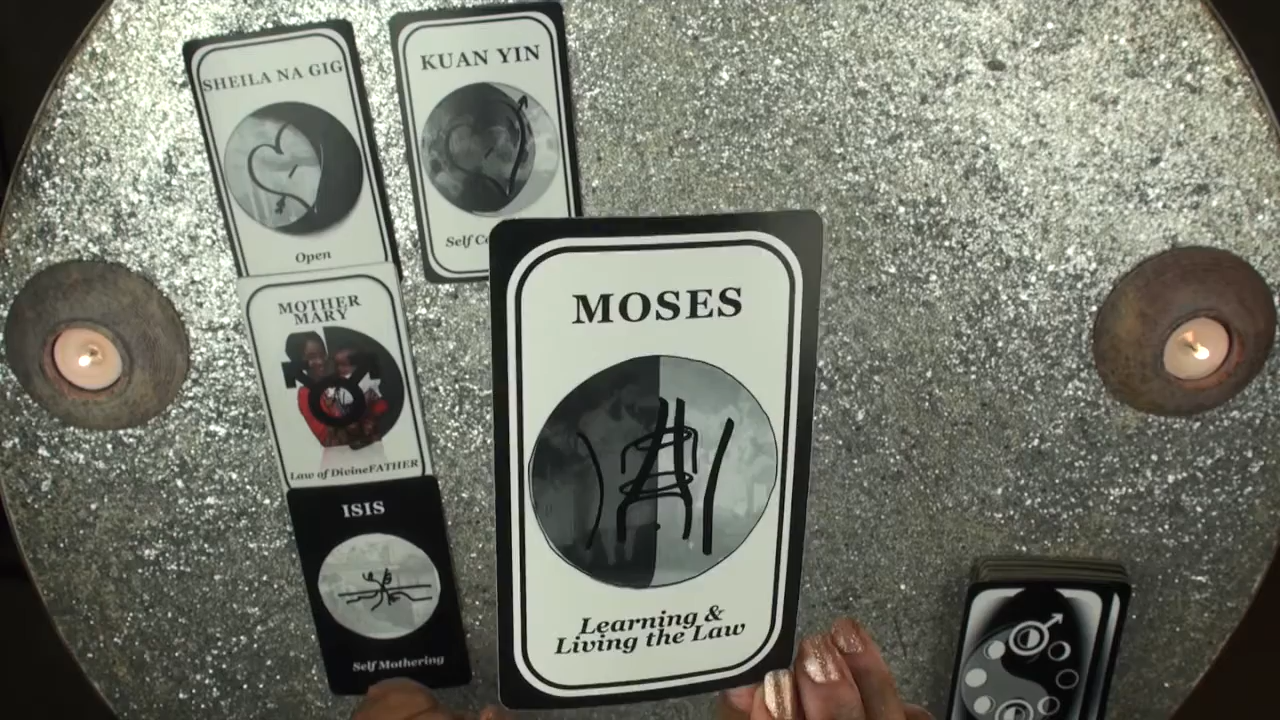 SHEILA NA GIG
Open
KUAN YIN
Self
MOTHER
MARY
Law of DivineFATHER
ISIS
Self Mothering
MOSES
Learning &
Living the Law